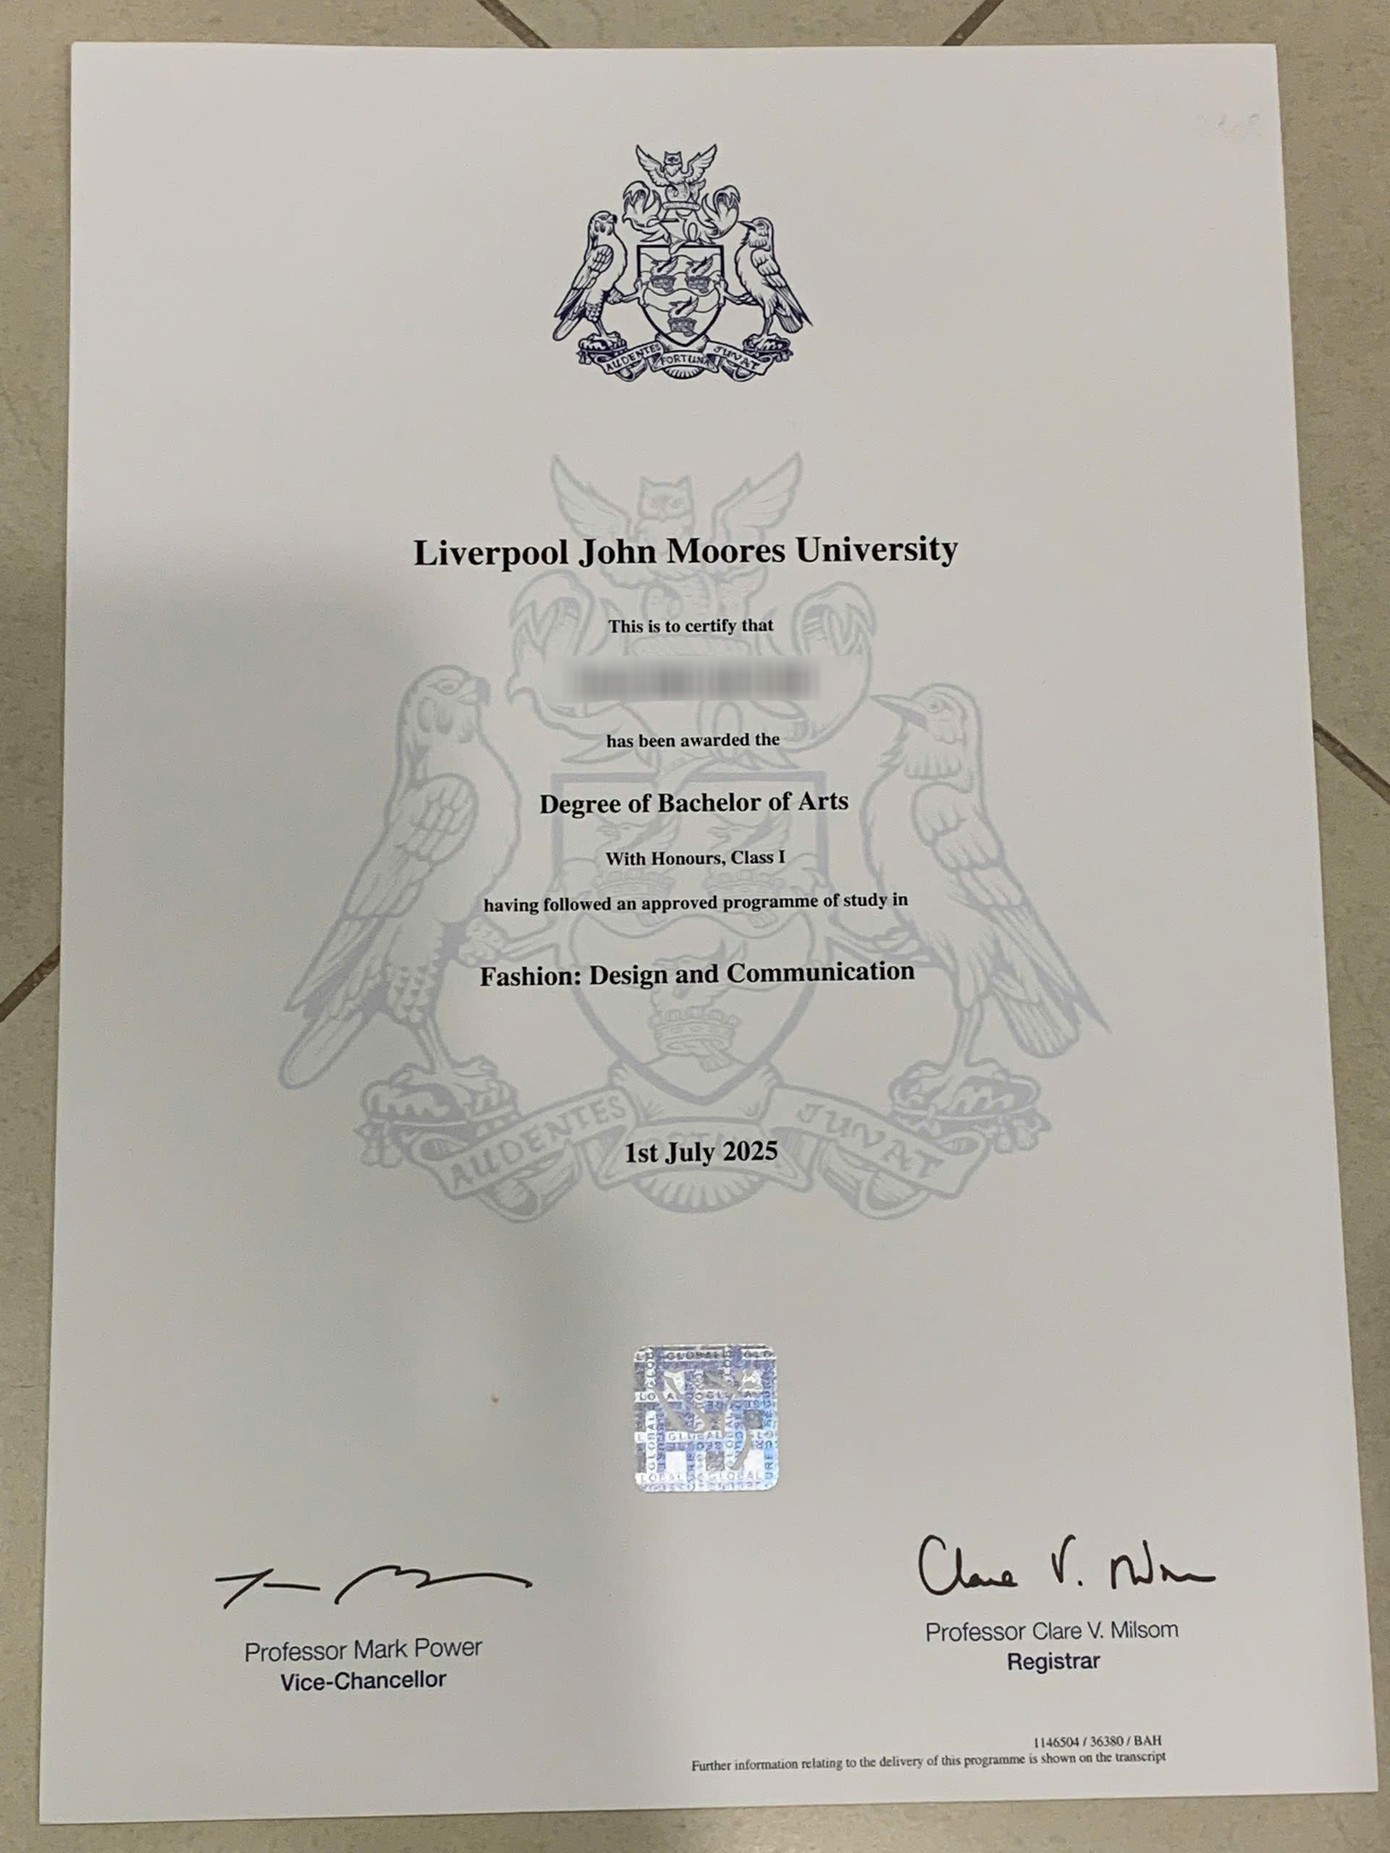 AUDENTES FORTUNA JUVAT
Liverpool John Moores University
This is to certify that
has been awarded the
Degree of Bachelor of Arts
With Honours, Class I
having followed an approved programme of study in
Fashion: Design and Communication
AUDENTES JUVAT
1st July 2025
GLOBAL
GLOBAL
Clare V.
Professor Mark Power
Vice-Chancellor
Professor Clare V. Milsom
Registrar
1146504 / 36380 / BAH
Further information relating to the delivery of this programme is shown on the transcript